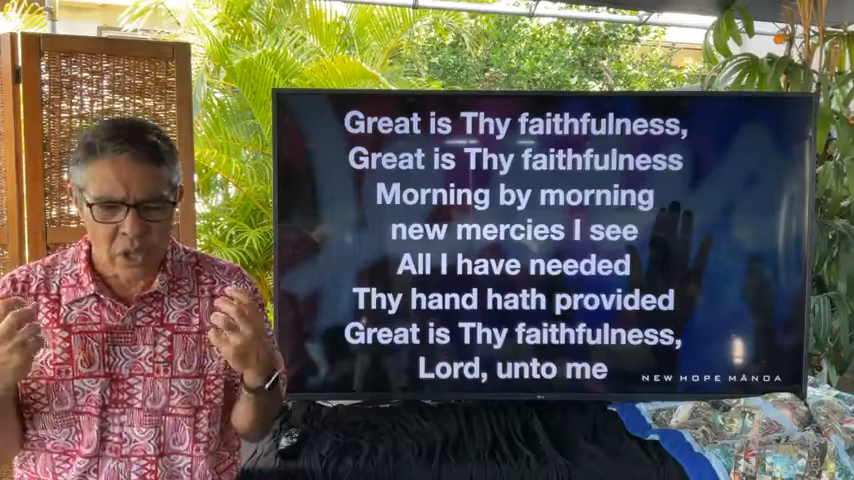 Great is Thy faithfulness,
Great is Thy faithfulness
Morning by morning
new mercies I see
All I have needed
Thy hand hath provided
Great is Thy faithfulness,
Lord, unto me
NEW HOPE MĀNOA